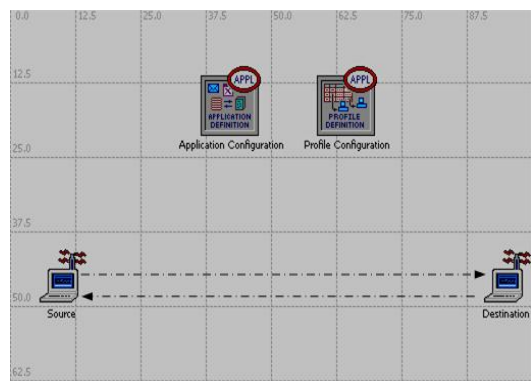 0.0 12.5 25.0 37.5 50.0 62.5 75.0 87.5
12.5
APPL APPL
APPLICATION DEFINITION PROFILE DEFINITION
Application Configuration Profile Configuration
25.0
37.5
50.0
Source Destination
62.5